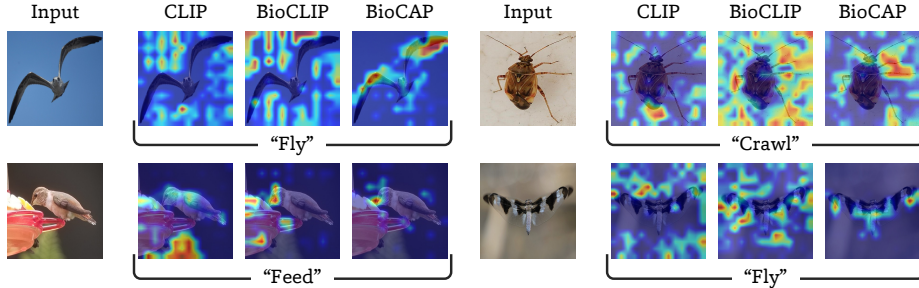 Input CLIP BioCLIP BioCAP Input CLIP BioCLIP BioCAP
“Fly” “Crawl”
“Feed” “Fly”